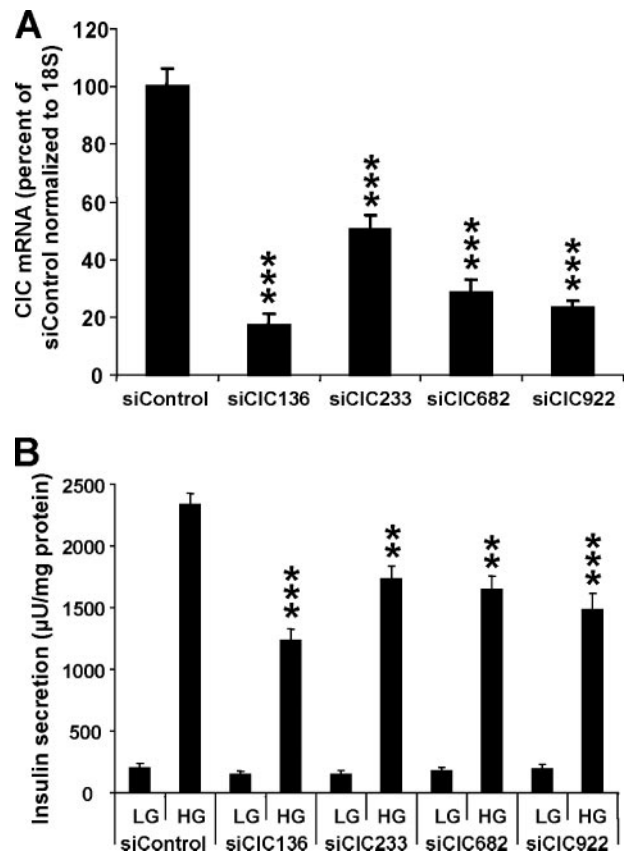 A
CIC mRNA (percent of
siControl normalized to 18S)
120
100
80
60
40
20
0
***
***
***
***
siControl siCIC136 siCIC233 siCIC682 siCIC922
B
Insulin secretion (µU/mg protein)
2500
2000
1500
1000
500
0
***
**
**
***
LG HG LG HG LG HG LG HG LG HG
siControl siCIC136 siCIC233 siCIC682 siCIC922